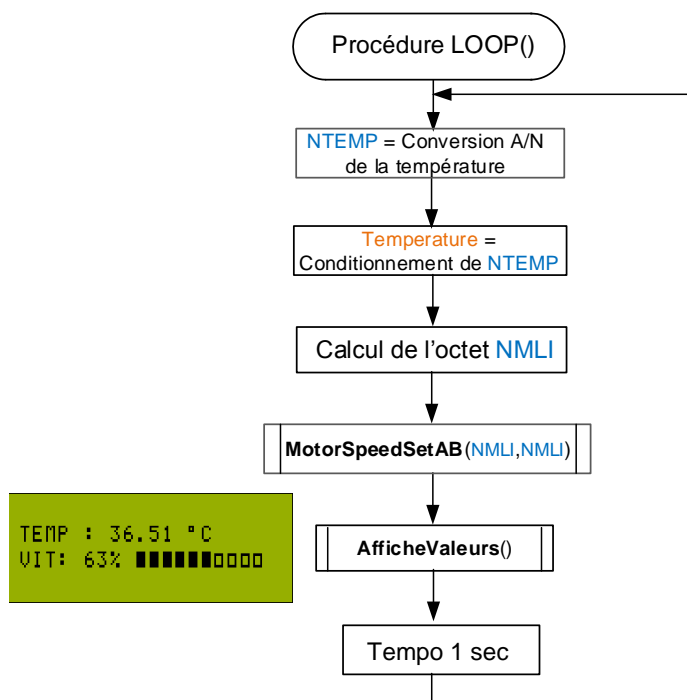 Procédure LOOP()
NTEMP = Conversion A/N
de la température
Temperature =
Conditionnement de NTEMP
Calcul de l'octet NMLI
MotorSpeedSetAB(NMLI,NMLI)
TEMP : 36.51 °C
VIT: 63% ■■■■■■□□□□
AfficheValeurs()
Tempo 1 sec